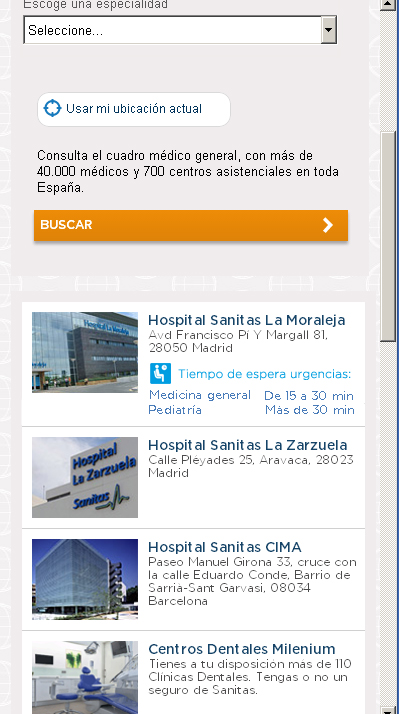 Escoge una especialidad
Seleccione...
Usar mi ubicación actual
Consulta el cuadro médico general, con más de
40.000 médicos y 700 centros asistenciales en toda
España.
BUSCAR
Hospital Sanitas La Moraleja
Avd Francisco Pi Y Margall 81,
28050 Madrid
Tiempo de espera urgencias:
Medicina general De 15 a 30 min
Pediatría Más de 30 min
Hospital
La Zarzuela
Sanitas
Hospital Sanitas La Zarzuela
Calle Pléyades 25, Aravaca, 28023
Madrid
Hospital Sanitas CIMA
Paseo Manuel Girona 33, cruce con
la calle Eduardo Conde, Barrio de
Sarrià-Sant Garvasi, 08034
Barcelona
Centros Dentales Milenium
Tienes a tu disposición más de 110
Clínicas Dentales. Tengas o no un
seguro de Sanitas.